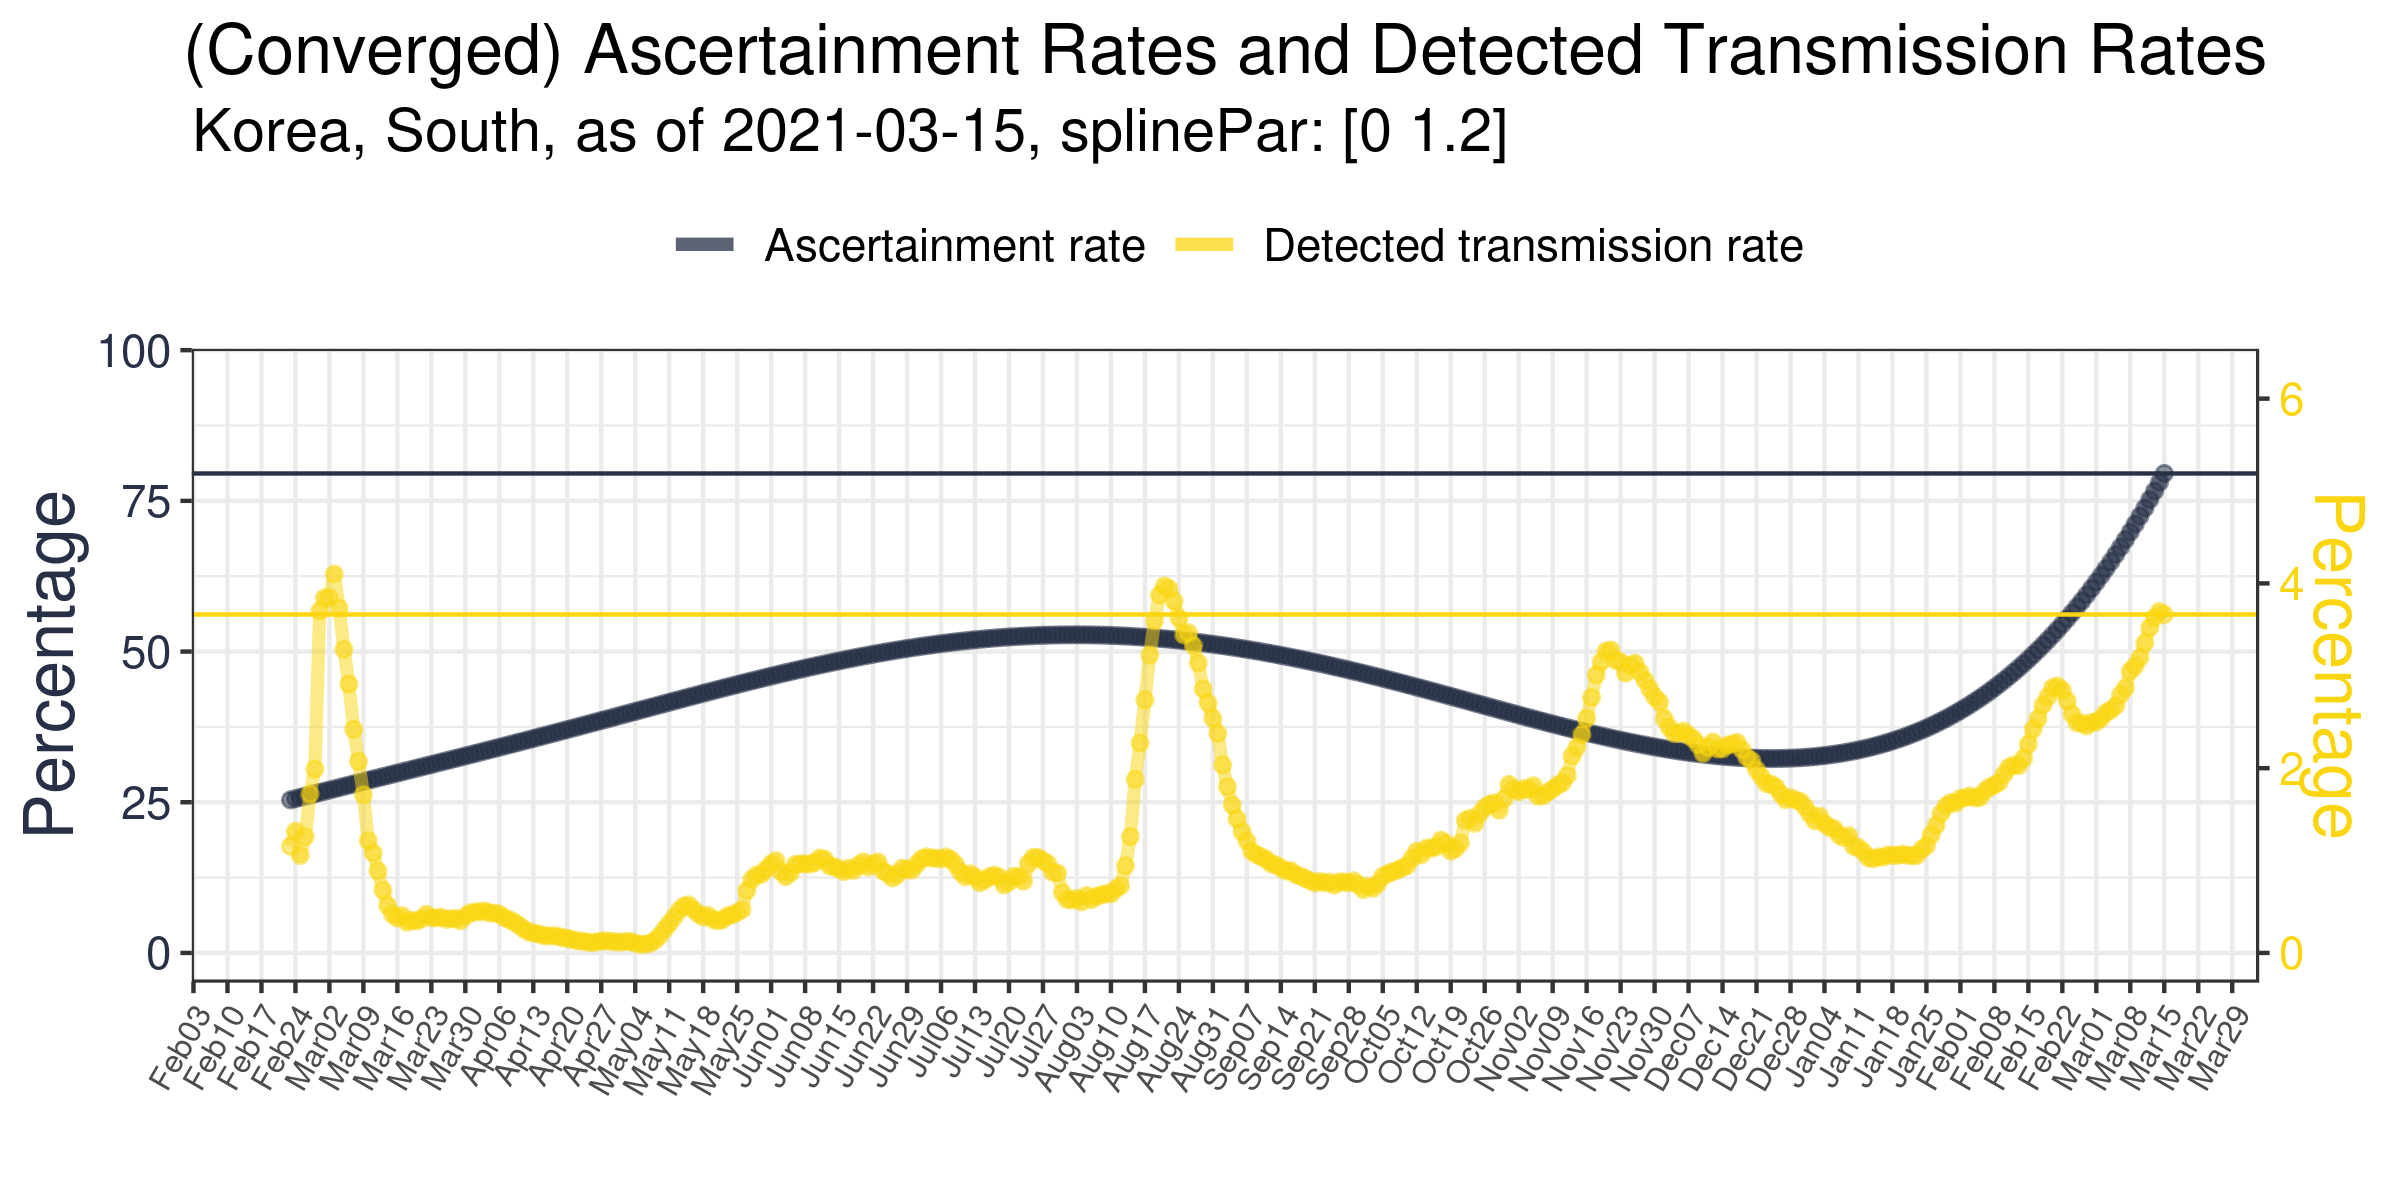 (Converged) Ascertainment Rates and Detected Transmission Rates
Korea, South, as of 2021-03-15, splinePar: [0 1.2]
Ascertainment rate
Detected transmission rate
Percentage
100
75
50
25
0
6
4
2
0
Percentage
Feb03
Feb10
Feb17
Feb24
Mar02
Mar09
Mar16
Mar23
Mar30
Apr06
Apr13
Apr20
Apr27
May04
May11
May18
May25
Jun01
Jun08
Jun15
Jun22
Jun29
Jul06
Jul13
Jul20
Jul27
Aug03
Aug10
Aug17
Aug24
Aug31
Sep07
Sep14
Sep21
Sep28
Oct05
Oct12
Oct19
Oct26
Nov02
Nov09
Nov16
Nov23
Nov30
Dec07
Dec14
Dec21
Dec28
Jan04
Jan11
Jan18
Jan25
Feb01
Feb08
Feb15
Feb22
Mar01
Mar08
Mar15
Mar22
Mar29